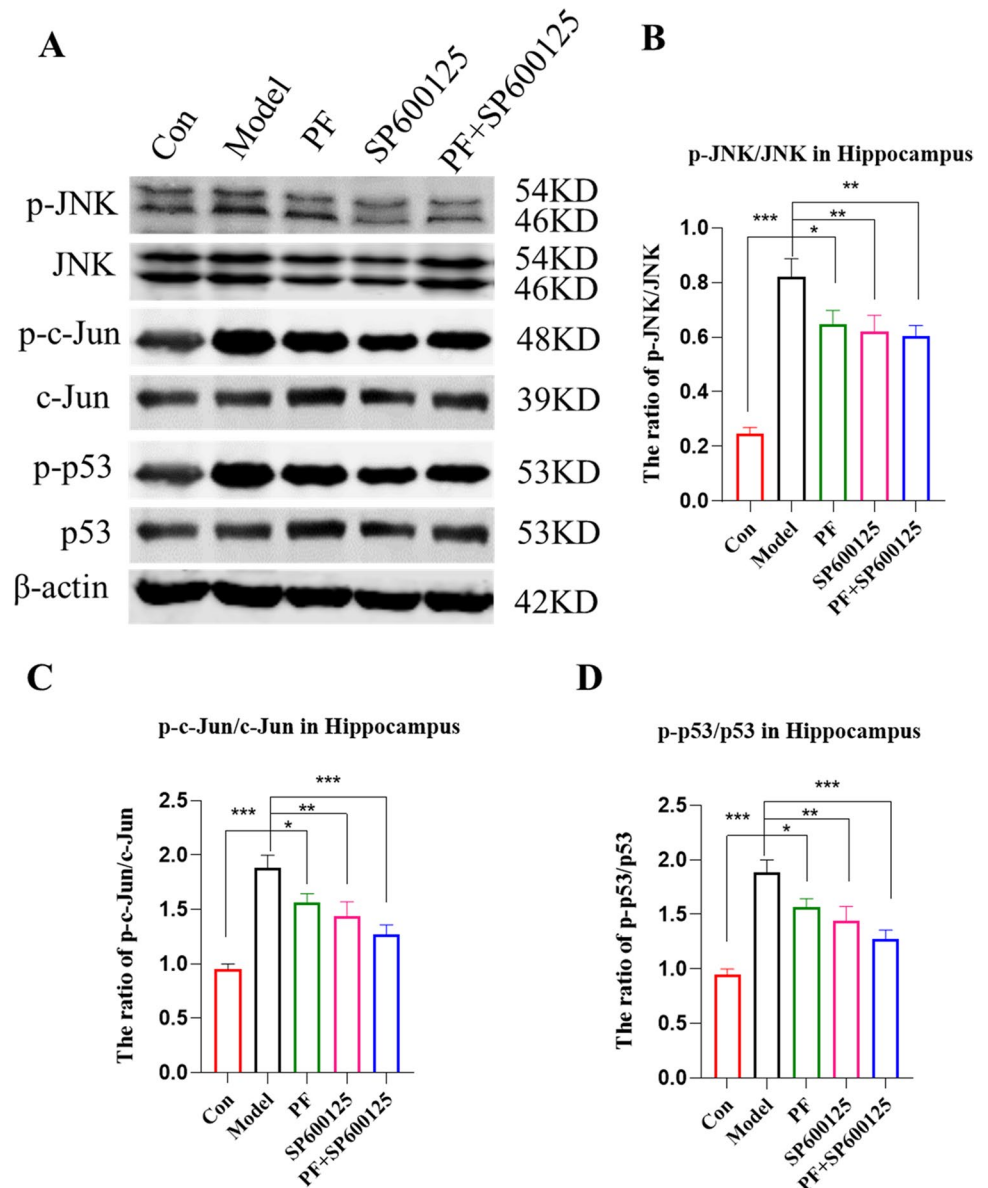 A
Con Model PF SP600125 PF+SP600125
p-JNK 54KD
46KD
JNK 54KD
46KD
p-c-Jun 48KD
c-Jun 39KD
p-p53 53KD
p53 53KD
β-actin 42KD
B
p-JNK/JNK in Hippocampus
**
*** **
*
The ratio of p-JNK/JNK
1.0
0.8
0.6
0.4
0.2
0.0
Con Model PF SP600125 PF+SP600125
C
p-c-Jun/c-Jun in Hippocampus
***
*** **
*
The ratio of p-c-Jun/c-Jun
2.5
2.0
1.5
1.0
0.5
0.0
Con Model PF SP600125 PF+SP600125
D
p-p53/p53 in Hippocampus
***
*** **
*
The ratio of p-p53/p53
2.5
2.0
1.5
1.0
0.5
0.0
Con Model PF SP600125 PF+SP600125